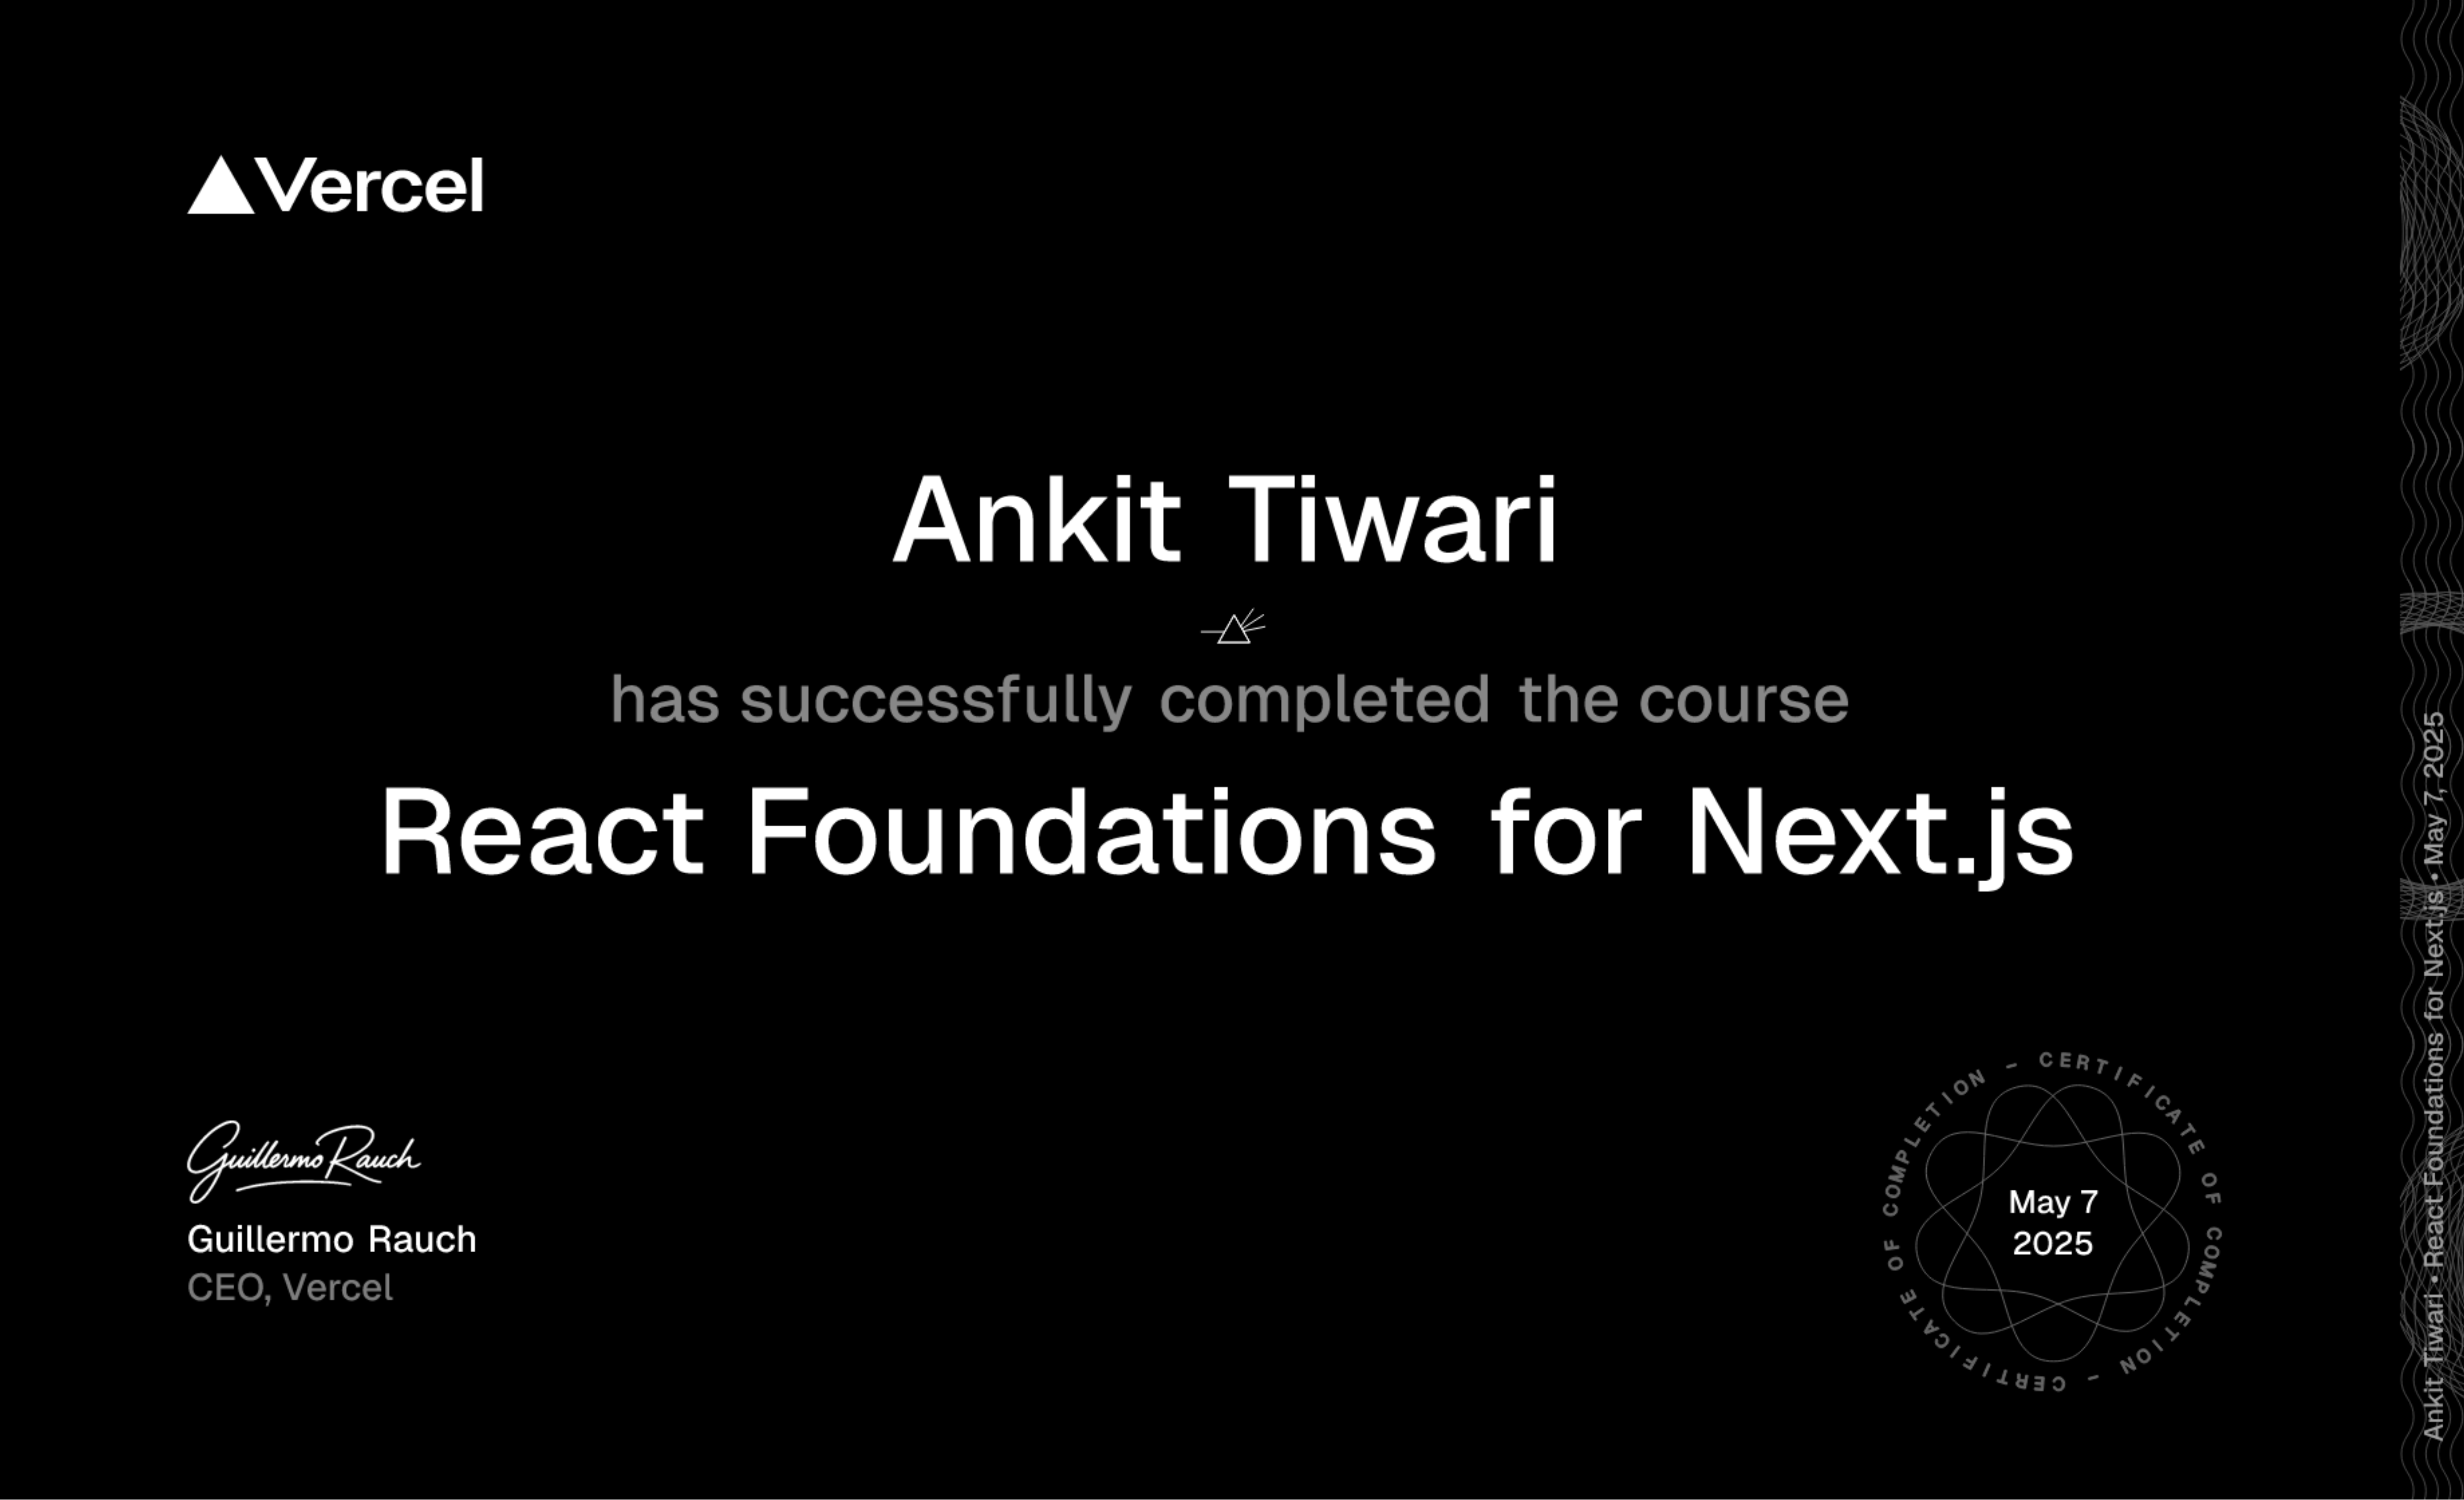 Vercel
Ankit Tiwari
has successfully completed the course
React Foundations for Next.js
Guillermo Rauch
Guillermo Rauch
CEO, Vercel
CERTIFICATE OF COMPLETION – CERTIFICATE OF COMPLETION –
May 7
2025
Ankit Tiwari • React Foundations for Next.js • May 7, 2025